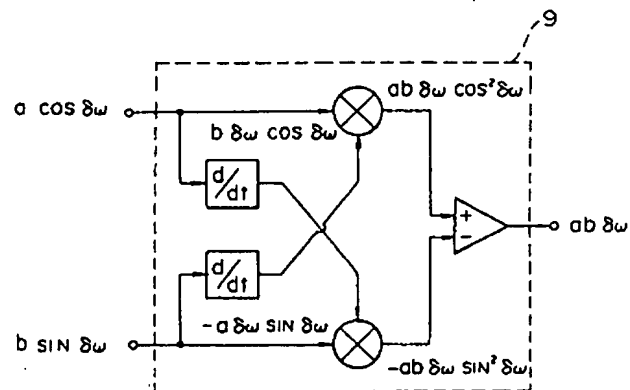 9
a cos δω
ab δω cos² δω
b δω cos δω
d/dt
+
−
ab δω
d/dt
-a δω sin δω
b sin δω
-ab δω sin² δω